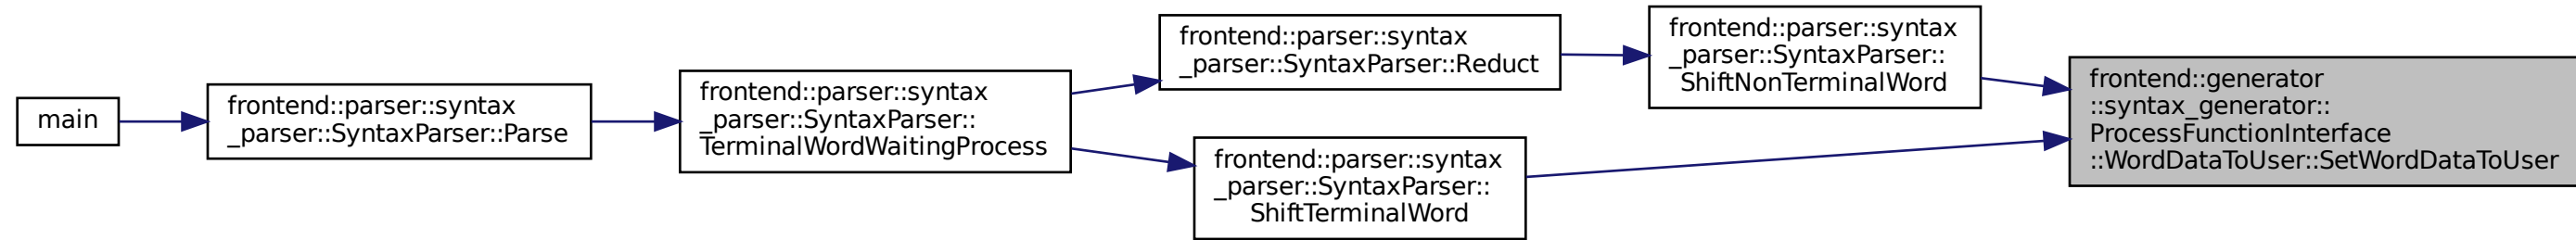 main
frontend::parser::syntax
_parser::SyntaxParser::Parse
frontend::parser::syntax
_parser::SyntaxParser::
TerminalWordWaitingProcess
frontend::parser::syntax
_parser::SyntaxParser::Reduct
frontend::parser::syntax
_parser::SyntaxParser::
ShiftTerminalWord
frontend::parser::syntax
_parser::SyntaxParser::
ShiftNonTerminalWord
frontend::generator
::syntax_generator::
ProcessFunctionInterface
::WordDataToUser::SetWordDataToUser